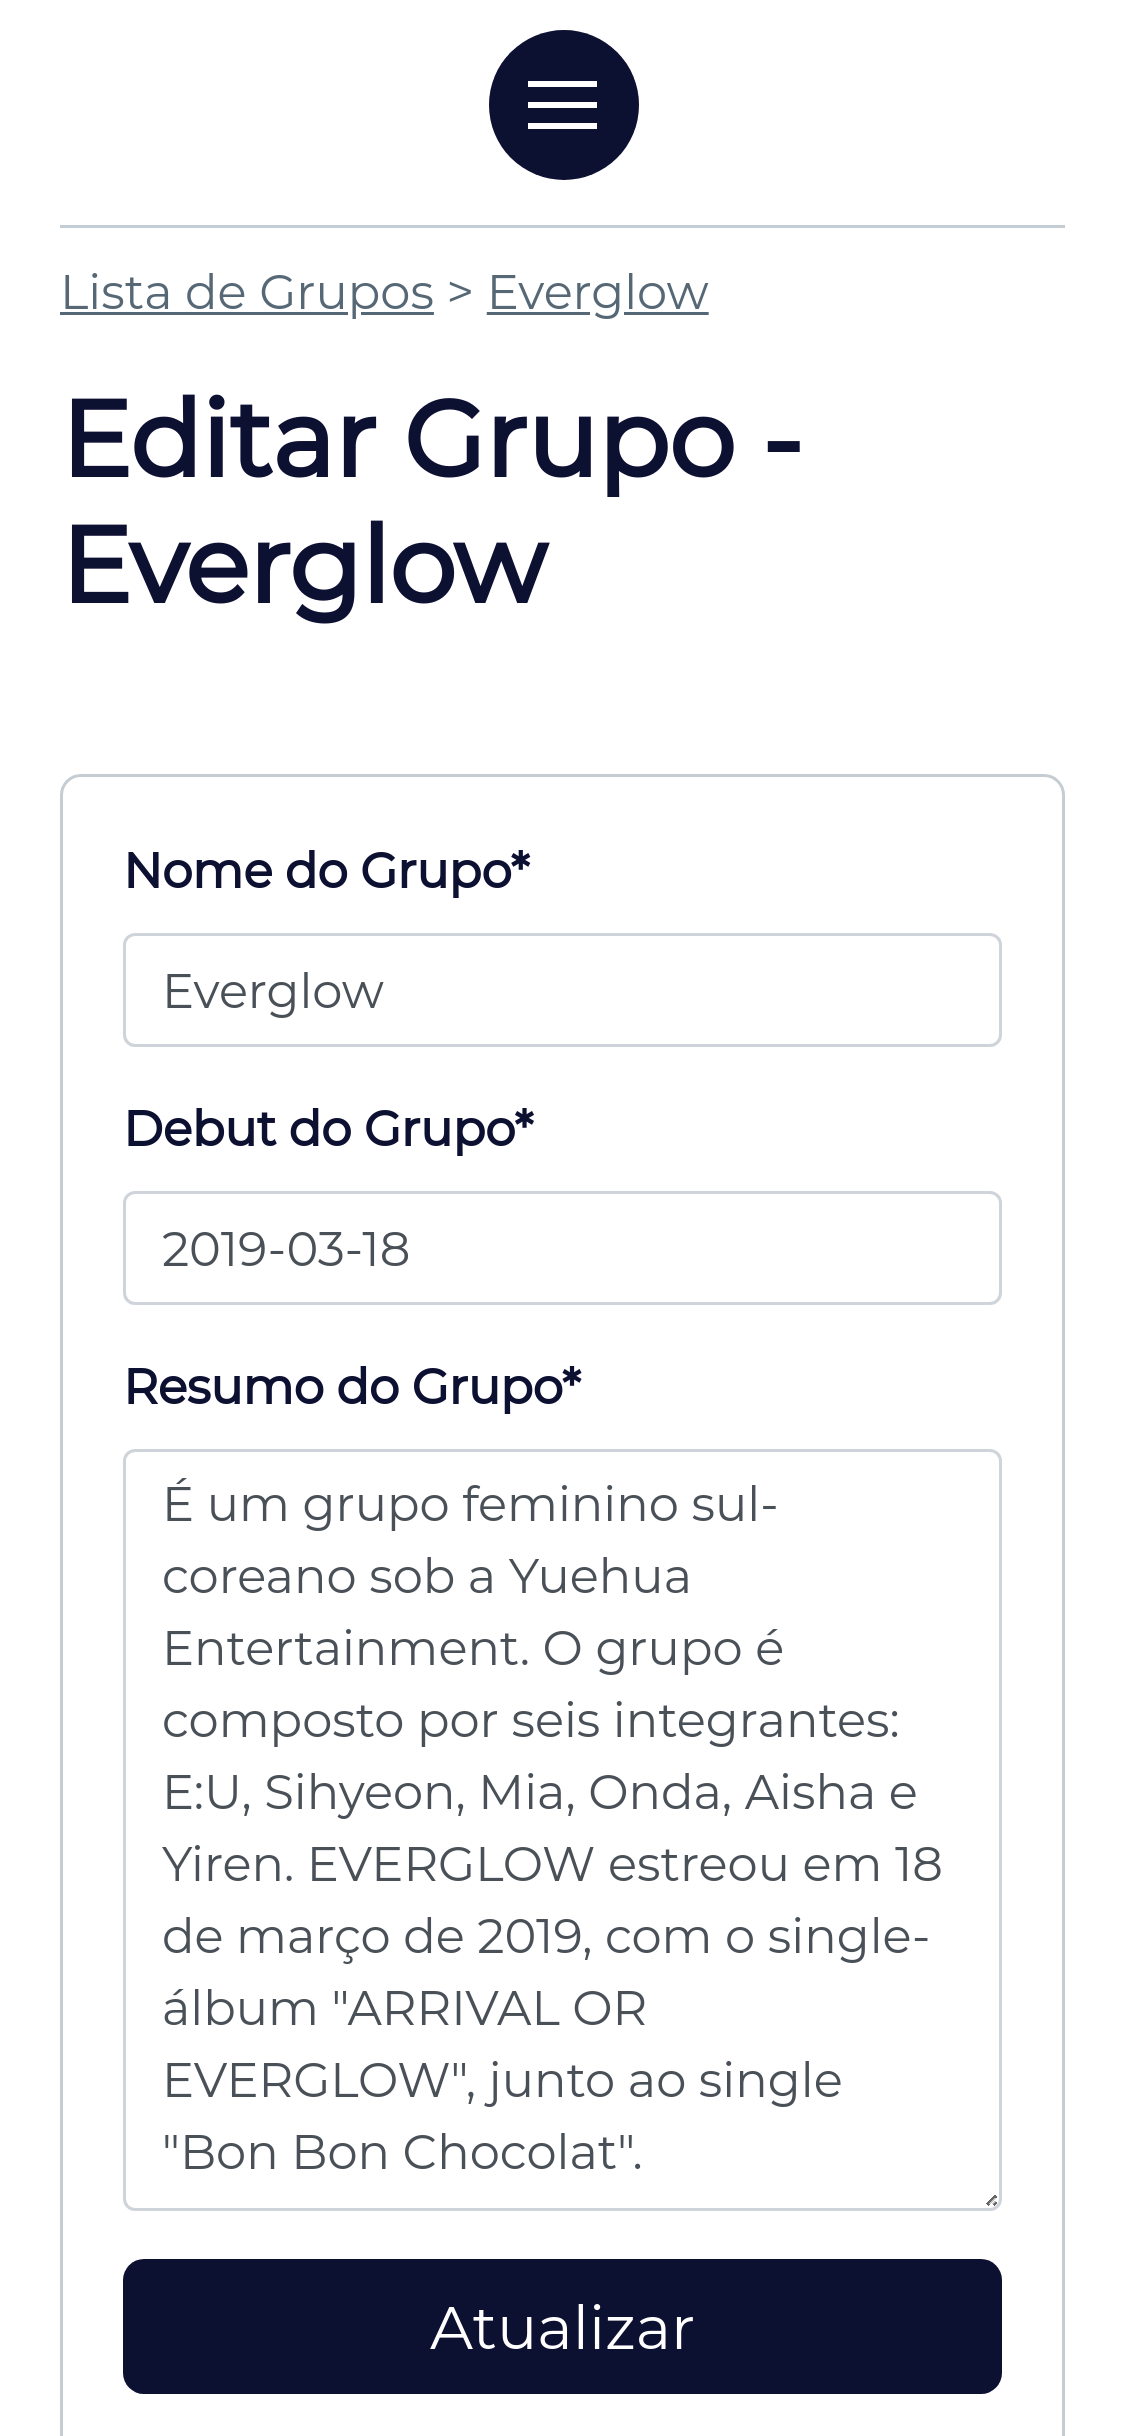 Lista de Grupos > Everglow
Editar Grupo -
Everglow
Nome do Grupo*
Everglow
Debut do Grupo*
2019-03-18
Resumo do Grupo*
É um grupo feminino sul-
coreano sob a Yuehua
Entertainment. O grupo é
composto por seis integrantes:
E:U, Sihyeon, Mia, Onda, Aisha e
Yiren. EVERGLOW estreou em 18
de março de 2019, com o single-
álbum "ARRIVAL OR
EVERGLOW", junto ao single
"Bon Bon Chocolat".
Atualizar